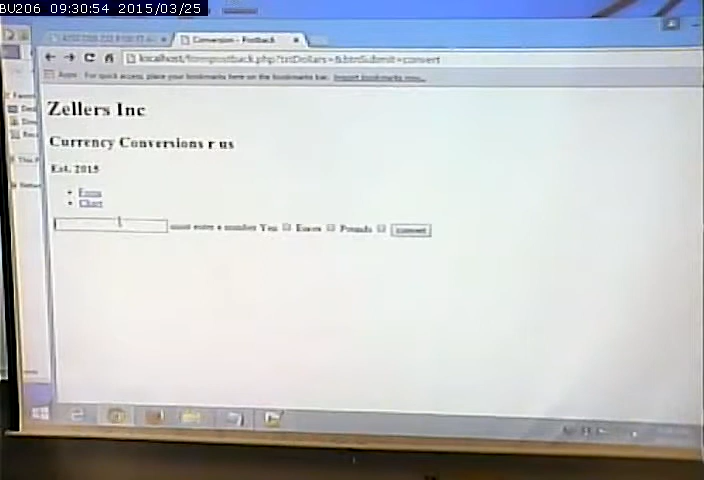 BU206 09:30:54 2015/03/25
Conversion - Postback
localhost/formpostback.php?txtDollars=&btnSubmit=convert
Apps For quick access, place your bookmarks here on the bookmarks bar. Import bookmarks now...
Zellers Inc
Currency Conversions r us
Est. 2015
Form
Chart
must enter a number Yen Euros Pounds convert